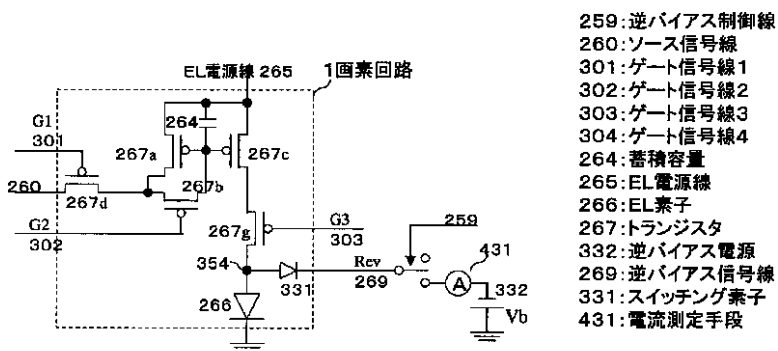 EL電源線 265
1画素回路
G1
301
264
267a
267c
260
267b
267d
G2
302
267g
G3
303
259
431
354
Rev
A
332
331
269
266
Vb
259:逆バイアス制御線
260:ソース信号線
301:ゲート信号線1
302:ゲート信号線2
303:ゲート信号線3
304:ゲート信号線4
264:蓄積容量
265:EL電源線
266:EL素子
267:トランジスタ
332:逆バイアス電源
269:逆バイアス信号線
331:スイッチング素子
431:電流測定手段